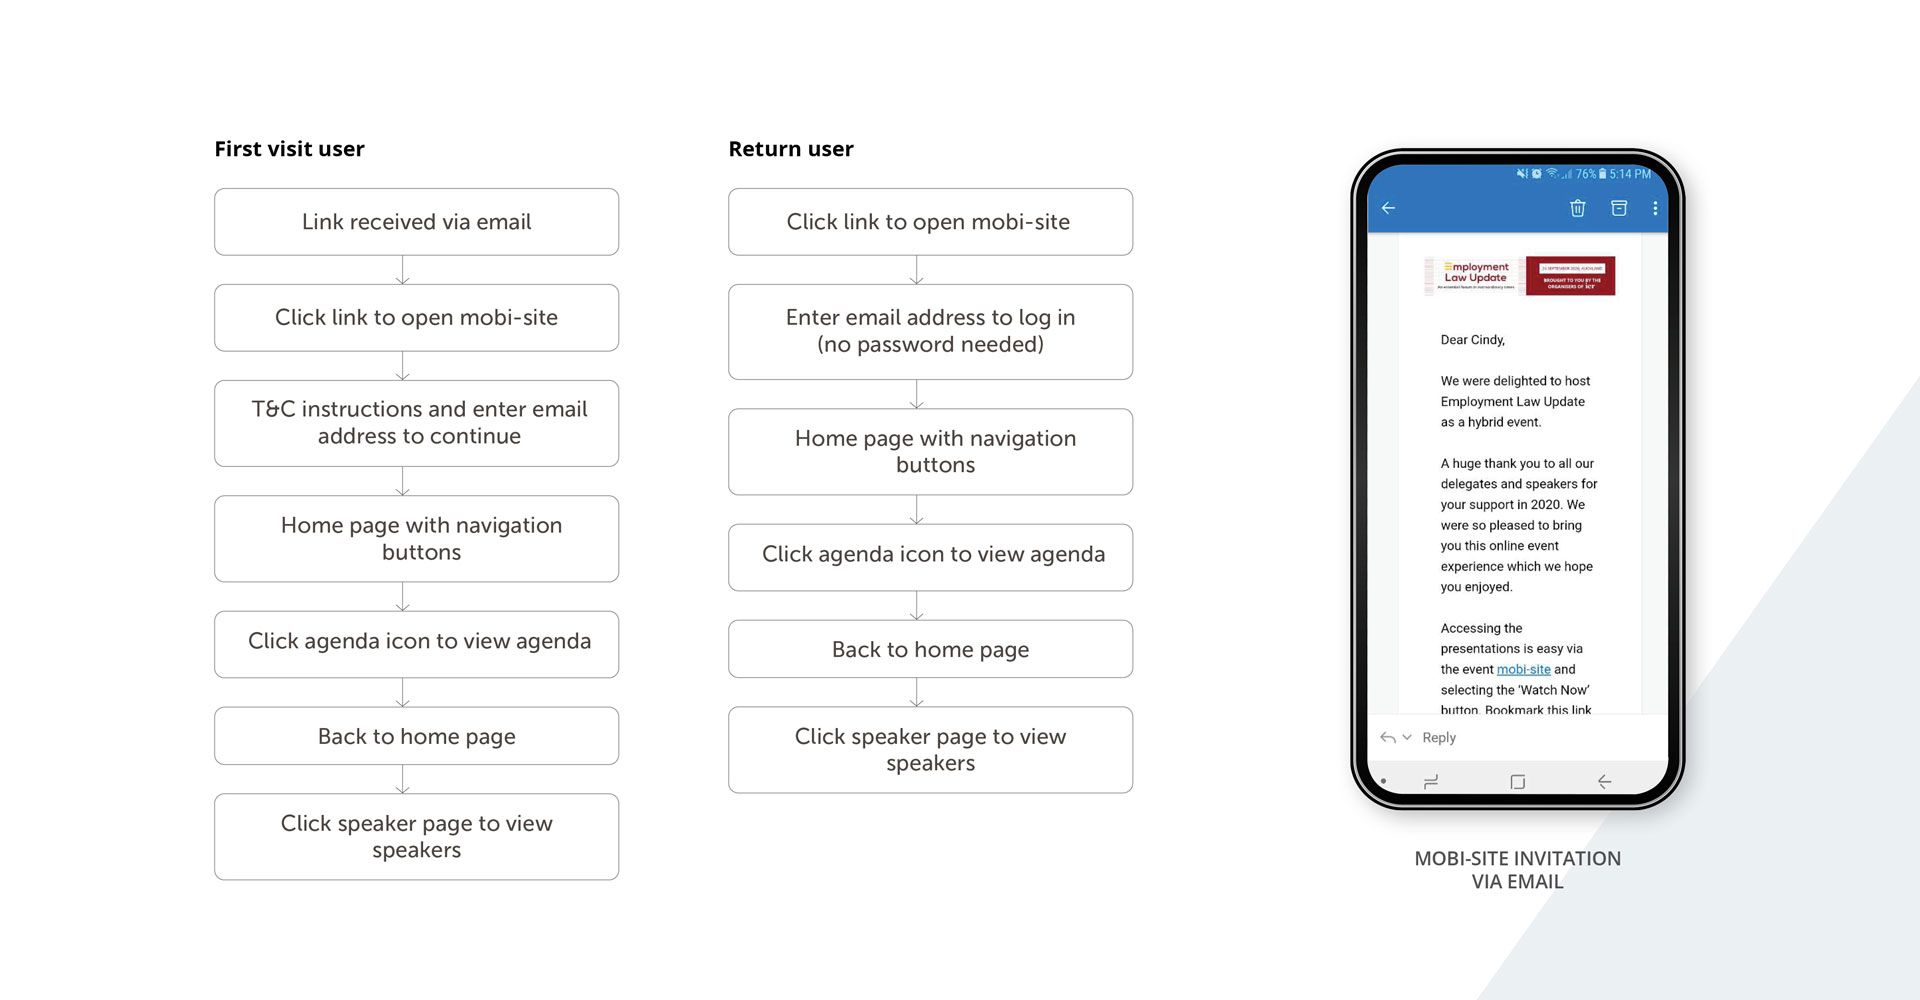 First visit user
Link received via email
Click link to open mobi-site
T&C instructions and enter email
address to continue
Home page with navigation
buttons
Click agenda icon to view agenda
Back to home page
Click speaker page to view
speakers
Return user
Click link to open mobi-site
Enter email address to log in
(no password needed)
Home page with navigation
buttons
Click agenda icon to view agenda
Back to home page
Click speaker page to view
speakers
76% 5:14 PM
Employment
Law Update
BROUGHT TO YOU BY THE
ORGANISERS OF icr
Dear Cindy,
We were delighted to host
Employment Law Update
as a hybrid event.
A huge thank you to all our
delegates and speakers for
your support in 2020. We
were so pleased to bring
you this online event
experience which we hope
you enjoyed.
Accessing the
presentations is easy via
the event mobi-site and
selecting the ‘Watch Now’
button. Bookmark this link
Reply
MOBI-SITE INVITATION
VIA EMAIL